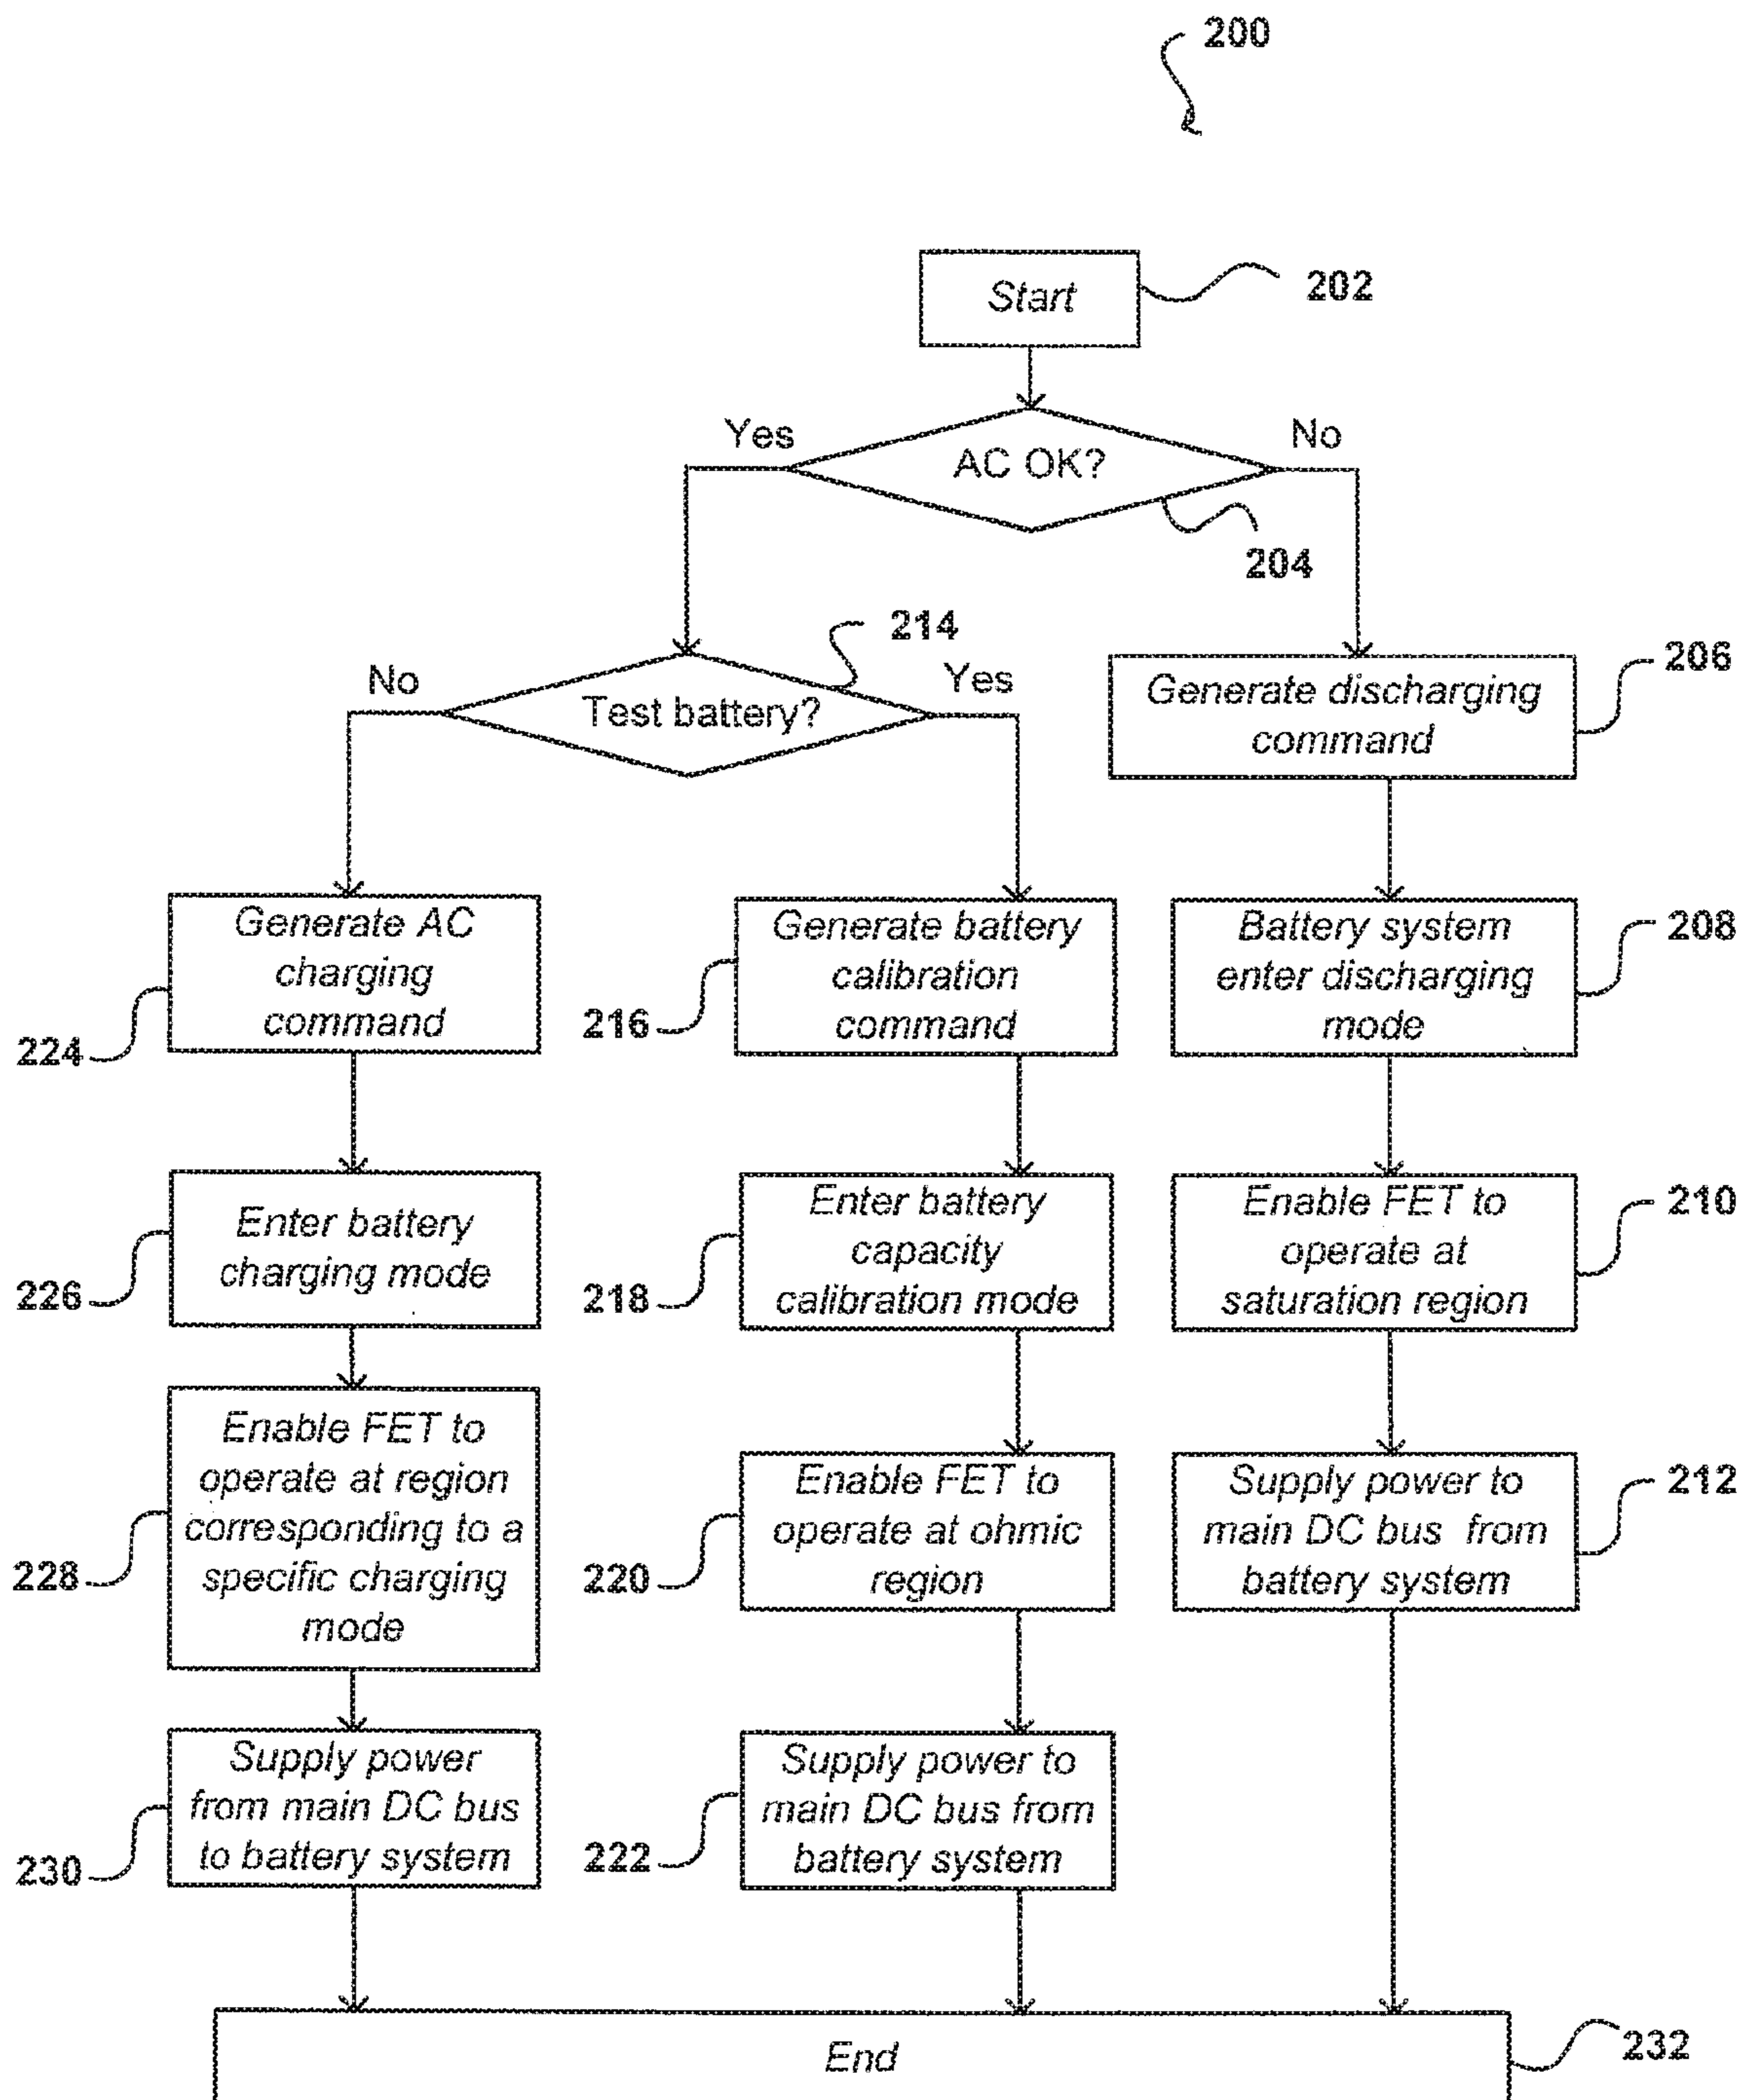 200
Start
202
Yes
No
AC OK?
204
214
No
Yes
Test battery?
206
Generate discharging
command
Generate AC
charging
command
224
Generate battery
calibration
command
216
Battery system
enter discharging
mode
208
Enter battery
charging mode
226
Enter battery
capacity
calibration mode
218
Enable FET to
operate at
saturation region
210
Enable FET to
operate at region
corresponding to a
specific charging
mode
228
Enable FET to
operate at ohmic
region
220
Supply power to
main DC bus from
battery system
212
Supply power
from main DC bus
to battery system
230
Supply power to
main DC bus from
battery system
222
End
232